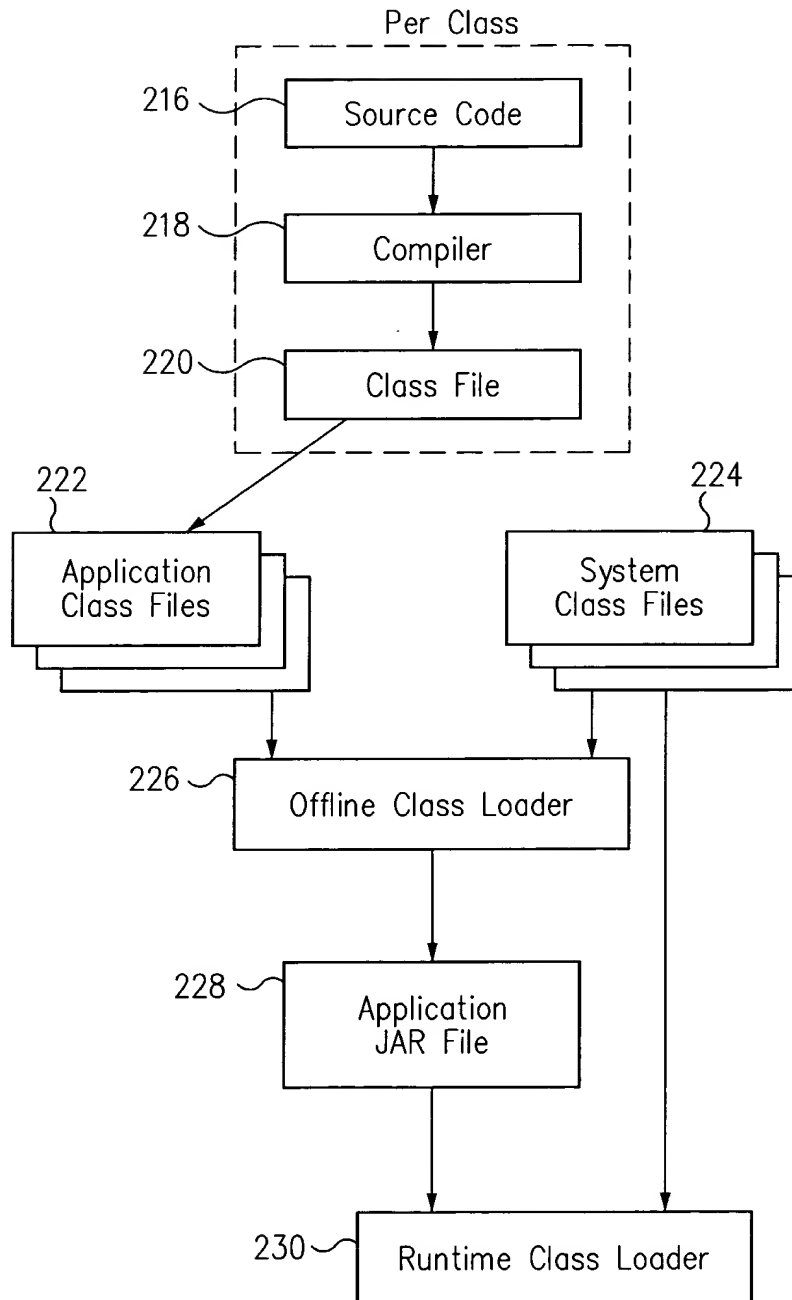 Per Class
216
Source Code
218
Compiler
220
Class File
222
Application
Class Files
224
System
Class Files
226
Offline Class Loader
228
Application
JAR File
230
Runtime Class Loader